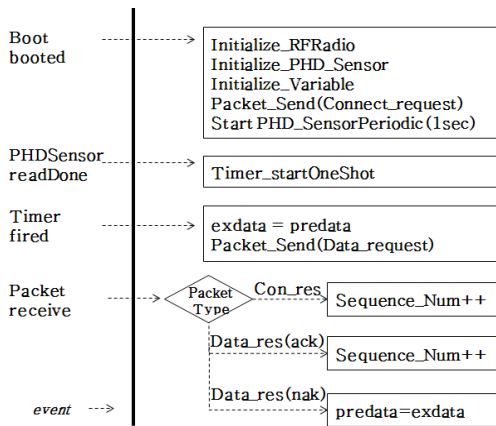 Boot
booted
Initialize_RFRadio
Initialize_PHD_Sensor
Initialize_Variable
Packet_Send(Connect_request)
Start PHD_SensorPeriodic(1sec)
PHDSensor
readDone
Timer_startOneShot
Timer
fired
exdata = predata
Packet_Send(Data_request)
Packet
receive
Packet
Type
Con_res
Sequence_Num++
Data_res(ack)
Sequence_Num++
Data_res(nak)
predata=exdata
event